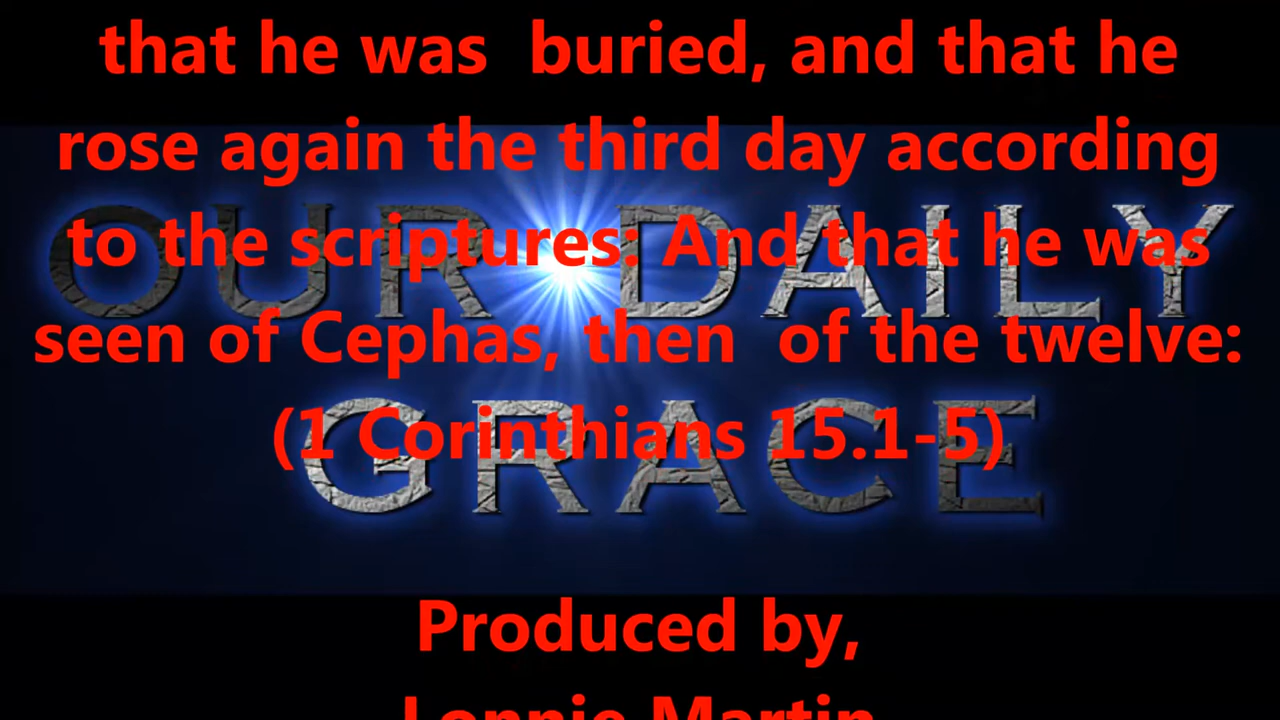 that he was  buried, and that he
rose again the third day according
to the scriptures: And that he was
seen of Cephas, then  of the twelve:
(1 Corinthians 15.1-5)
OUR DAILY
GRACE
Produced by,
Lonnie Martin